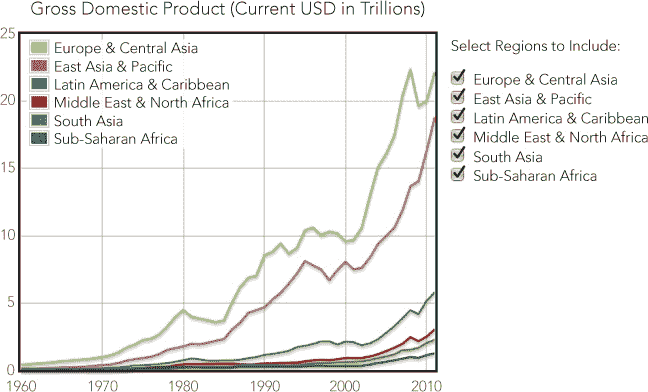 Gross Domestic Product (Current USD in Trillions)
25
20
15
10
5
0
1960 1970 1980 1990 2000 2010
Europe & Central Asia
East Asia & Pacific
Latin America & Caribbean
Middle East & North Africa
South Asia
Sub-Saharan Africa
Select Regions to Include:
Europe & Central Asia
East Asia & Pacific
Latin America & Caribbean
Middle East & North Africa
South Asia
Sub-Saharan Africa